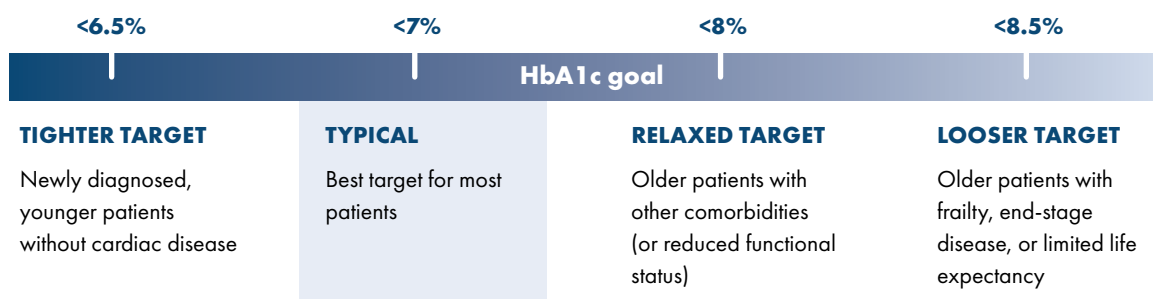 <6.5%
<7%
<8%
<8.5%
HbA1c goal
TIGHTER TARGET
Newly diagnosed,
younger patients
without cardiac disease
TYPICAL
Best target for most
patients
RELAXED TARGET
Older patients with
other comorbidities
(or reduced functional
status)
LOOSER TARGET
Older patients with
frailty, end-stage
disease, or limited life
expectancy